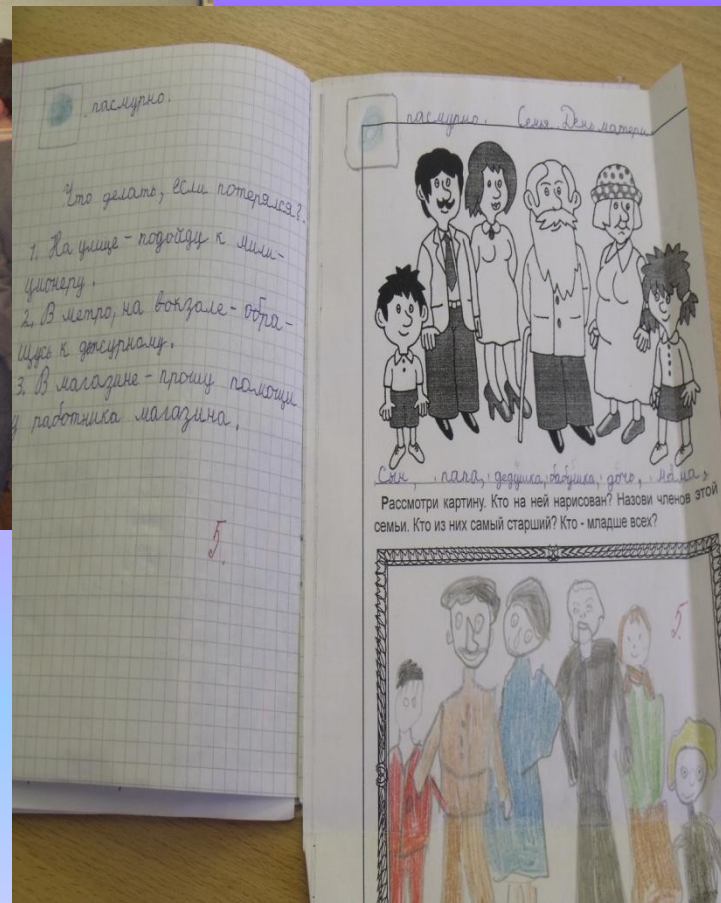 пасмурно.
Что делать, если потерялся?
1. На улице - подойду к мили-
ционеру.
2. В метро, на вокзале - обра-
щусь к дежурному.
3. В магазине - прошу помощи
у работника магазина.
5.
пасмурно. Семья. День матери
Сын, папа, дедушка, бабушка, дочь, мама,
Рассмотри картину. Кто на ней нарисован? Назови членов этой
семьи. Кто из них самый старший? Кто - младше всех?
5.